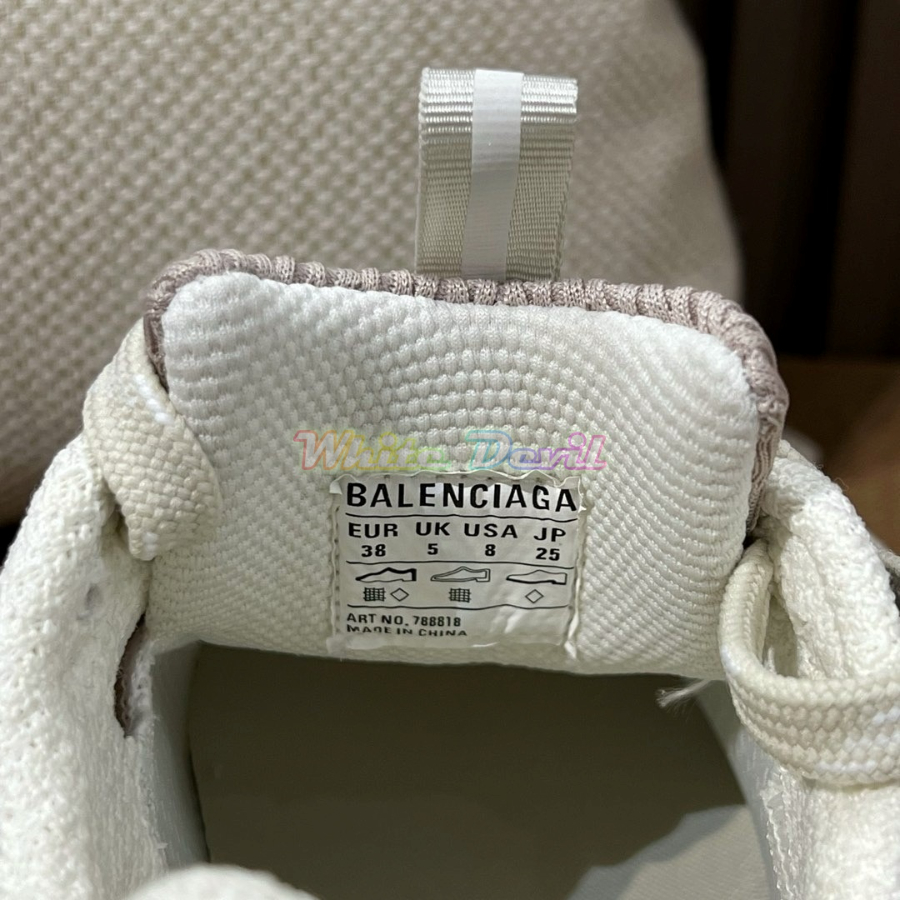 White Devil
BALENCIAGA
EUR UK USA JP
38 5 8 25
ART NO. 788818
MADE IN CHINA